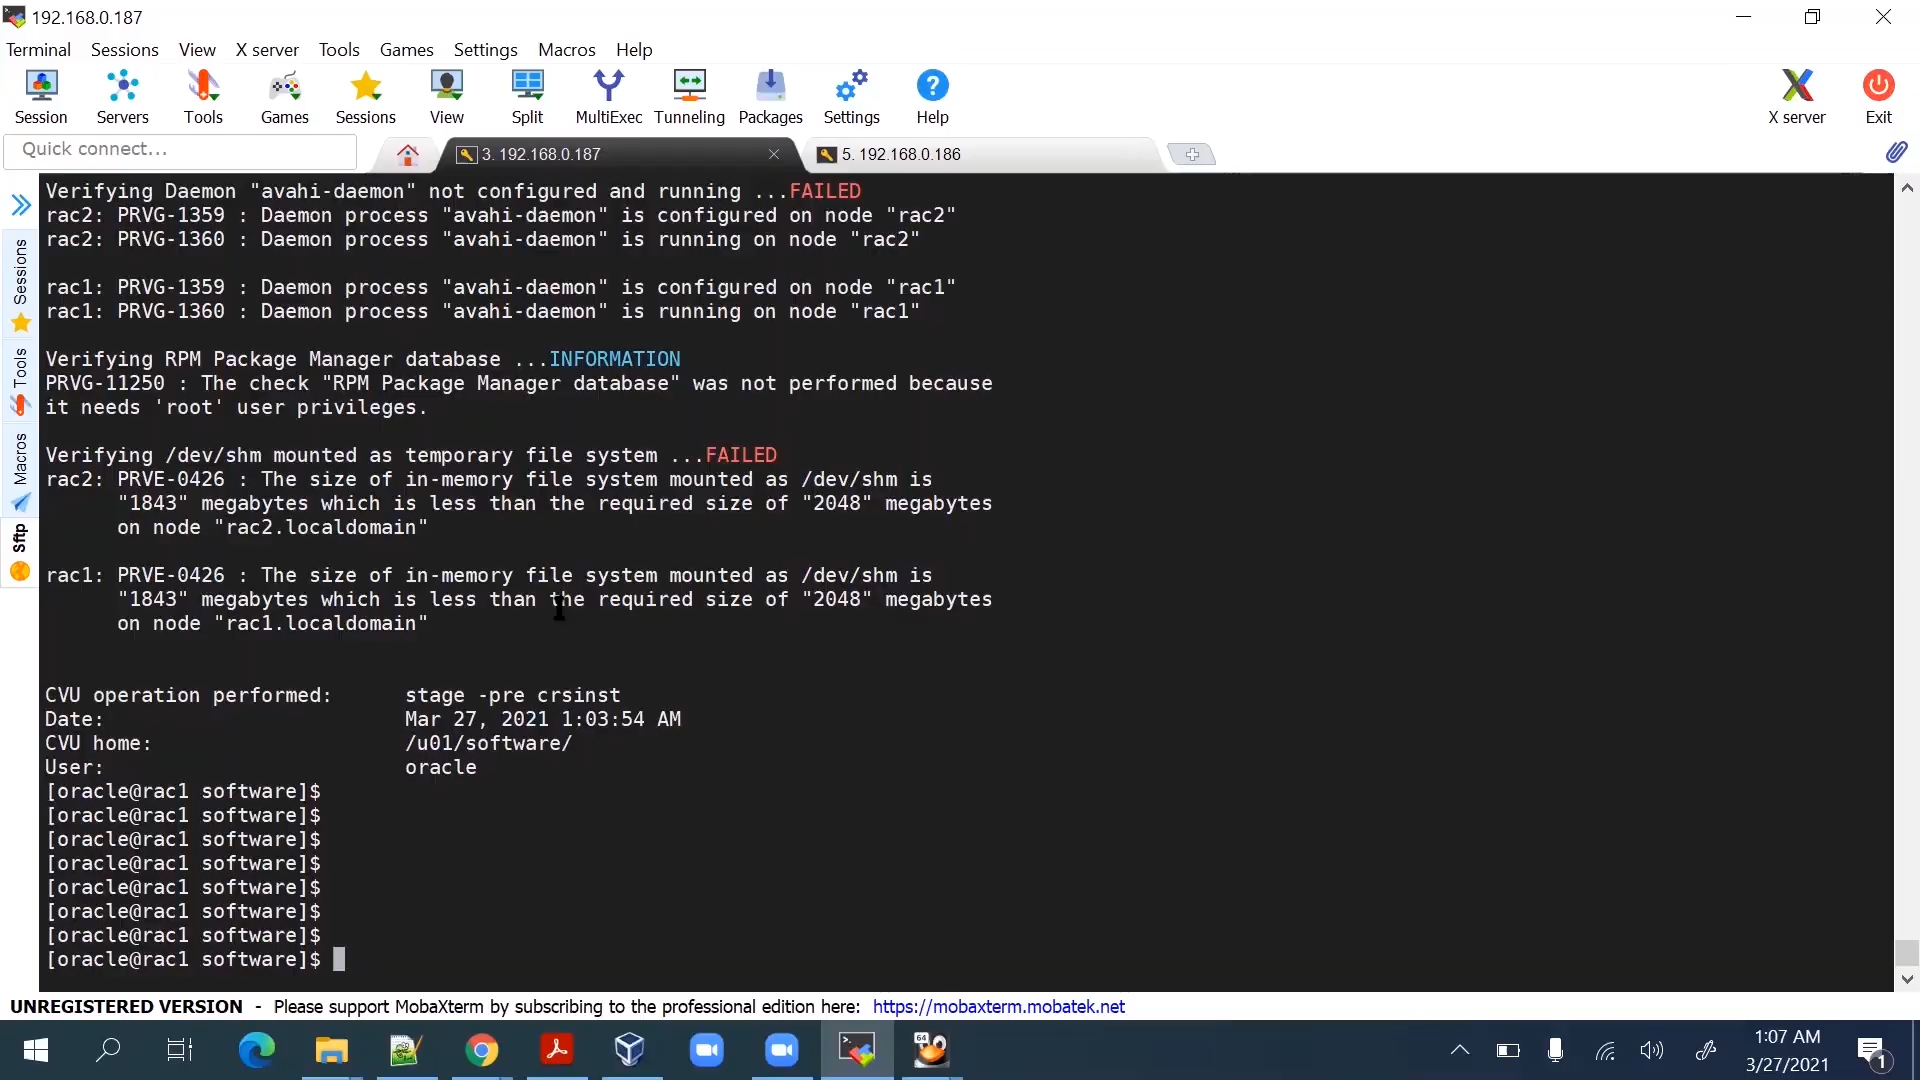 192.168.0.187
Terminal Sessions View X server Tools Games Settings Macros Help
Session Servers Tools Games Sessions View Split MultiExec Tunneling Packages Settings Help X server Exit
Quick connect...
3. 192.168.0.187
5. 192.168.0.186
Sessions
Tools
Macros
Sftp
Verifying Daemon "avahi-daemon" not configured and running ...FAILED
rac2: PRVG-1359 : Daemon process "avahi-daemon" is configured on node "rac2"
rac2: PRVG-1360 : Daemon process "avahi-daemon" is running on node "rac2"
rac1: PRVG-1359 : Daemon process "avahi-daemon" is configured on node "rac1"
rac1: PRVG-1360 : Daemon process "avahi-daemon" is running on node "rac1"
Verifying RPM Package Manager database ...INFORMATION
PRVG-11250 : The check "RPM Package Manager database" was not performed because
it needs 'root' user privileges.
Verifying /dev/shm mounted as temporary file system ...FAILED
rac2: PRVE-0426 : The size of in-memory file system mounted as /dev/shm is
"1843" megabytes which is less than the required size of "2048" megabytes
on node "rac2.localdomain"
rac1: PRVE-0426 : The size of in-memory file system mounted as /dev/shm is
"1843" megabytes which is less than the required size of "2048" megabytes
on node "rac1.localdomain"
CVU operation performed: stage -pre crsinst
Date: Mar 27, 2021 1:03:54 AM
CVU home: /u01/software/
User: oracle
[oracle@rac1 software]$
[oracle@rac1 software]$
[oracle@rac1 software]$
[oracle@rac1 software]$
[oracle@rac1 software]$
[oracle@rac1 software]$
[oracle@rac1 software]$
[oracle@rac1 software]$
UNREGISTERED VERSION - Please support MobaXterm by subscribing to the professional edition here: https://mobaxterm.mobatek.net
64
1:07 AM
3/27/2021
1